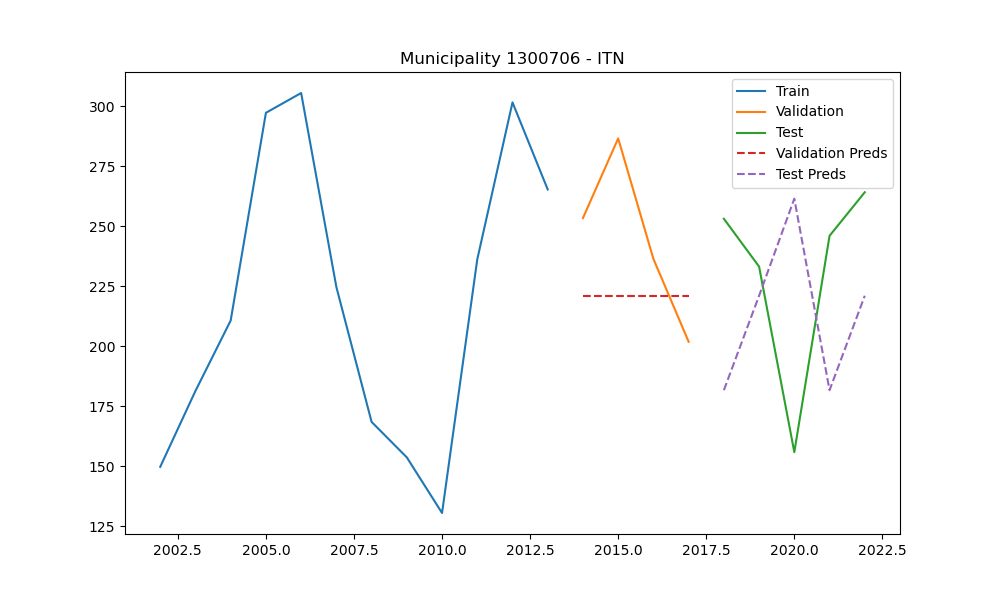 Municipality 1300706 - ITN
Train
Validation
Test
Validation Preds
Test Preds
300
275
250
225
200
175
150
125
2002.5 2005.0 2007.5 2010.0 2012.5 2015.0 2017.5 2020.0 2022.5